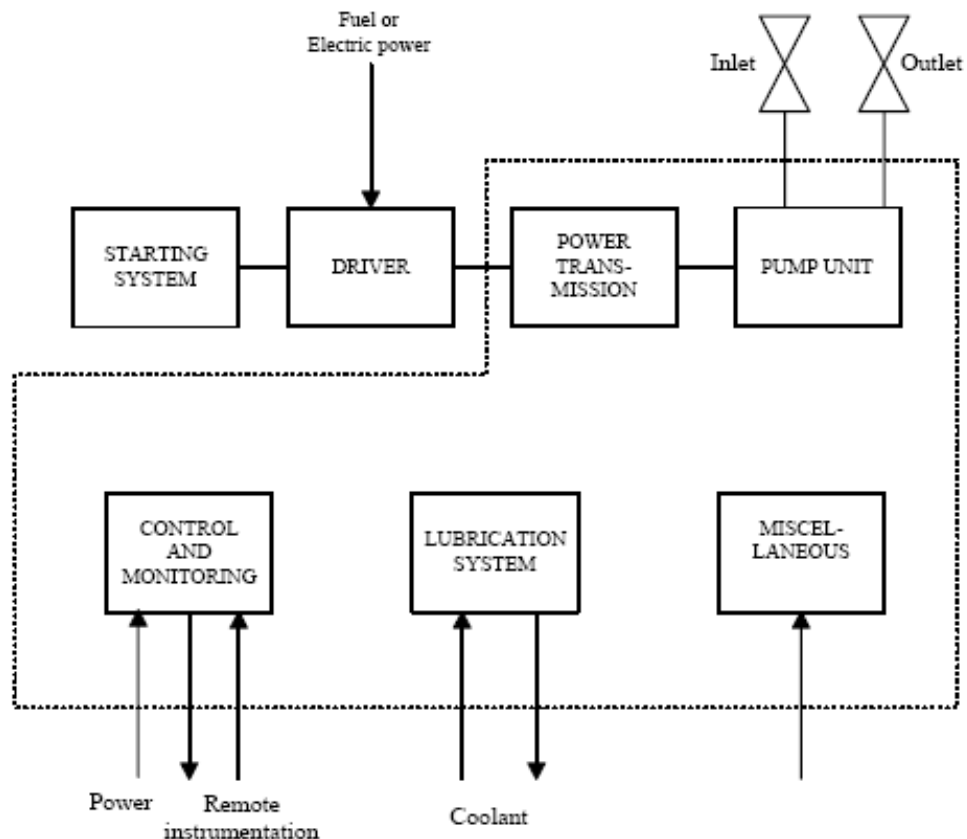 Fuel or
Electric power
Inlet
Outlet
STARTING
SYSTEM
DRIVER
POWER
TRANS-
MISSION
PUMP UNIT
CONTROL
AND
MONITORING
LUBRICATION
SYSTEM
MISCEL-
LANEOUS
Power
Remote
instrumentation
Coolant